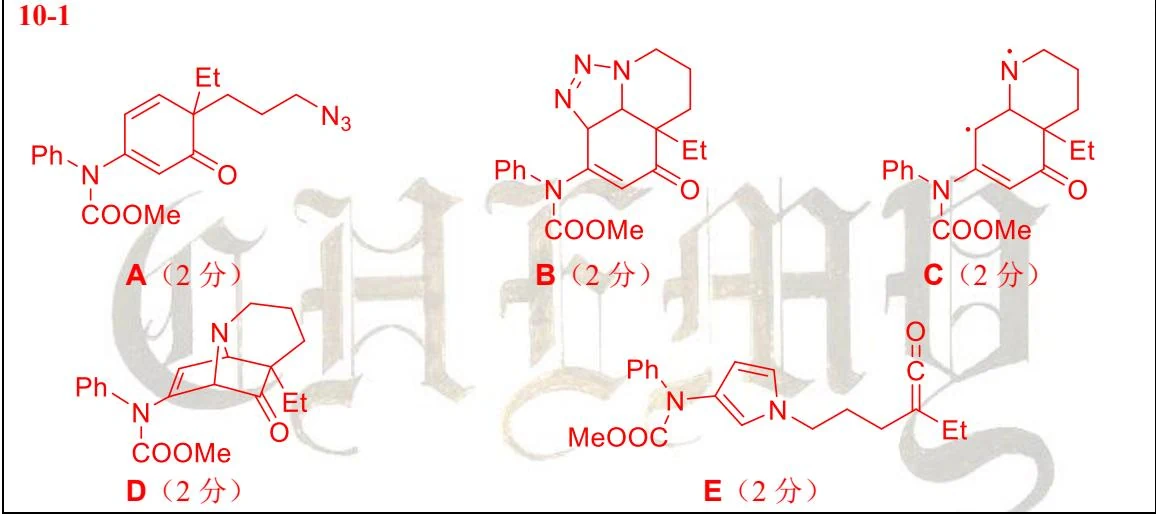 10-1
Et
N₃
Ph
N
O
COOMe
A（2 分）
N
N
N
Et
Ph
N
O
COOMe
B（2 分）
N
Et
Ph
N
O
COOMe
C（2 分）
N
Ph
N
Et
O
COOMe
D（2 分）
O
C
Ph
N
N
Et
MeOOC
E（2 分）
CHEMY